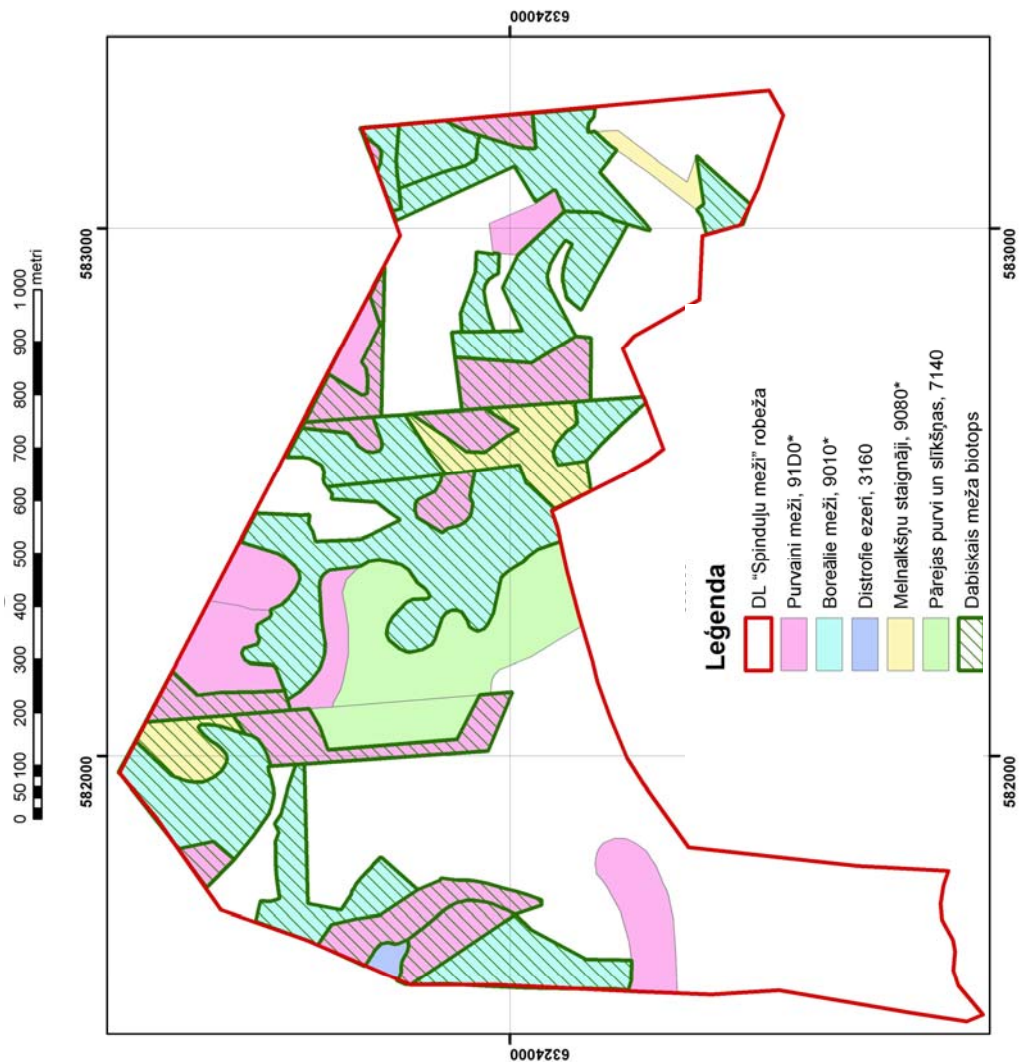 0 50 100 200 300 400 500 600 700 800 900 1 000
metri
582000 583000
6324000 6324000
Leģenda
DL "Spinduļu meži" robeža
Purvaini meži, 91D0*
Boreālie meži, 9010*
Distrofie ezeri, 3160
Melnalkšņu staignāji, 9080*
Pārejas purvi un slīkšņas, 7140
Dabiskais meža biotops
582000 583000